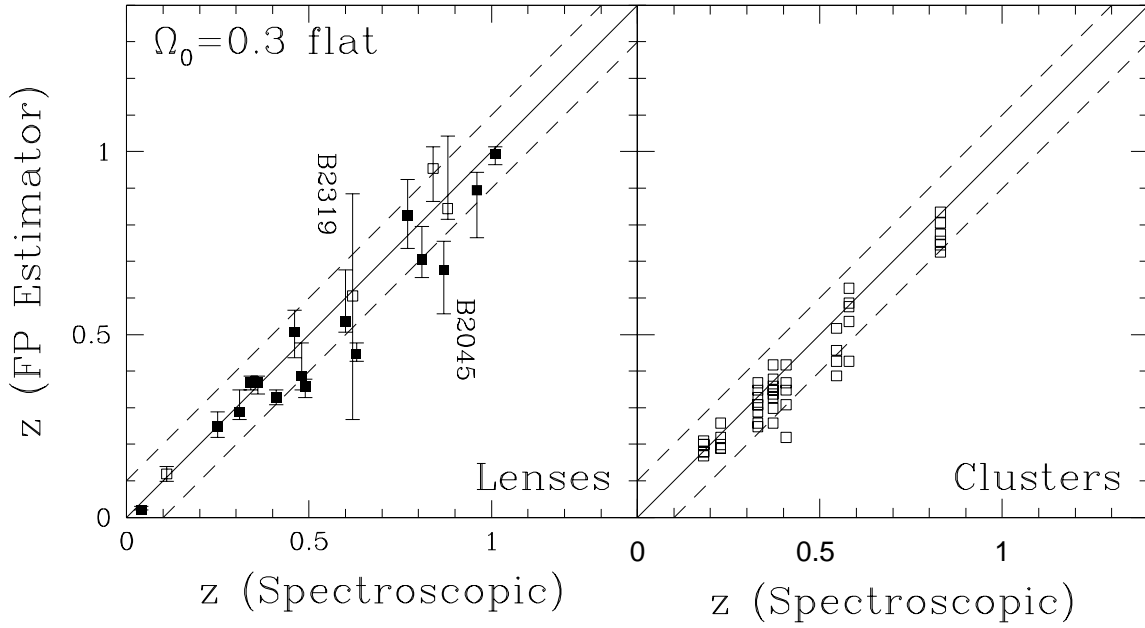 Ω₀=0.3 flat
z (FP Estimator)
1
0.5
0
B2319
B2045
Lenses
Clusters
0 0.5 1
0 0.5 1
z (Spectroscopic)
z (Spectroscopic)